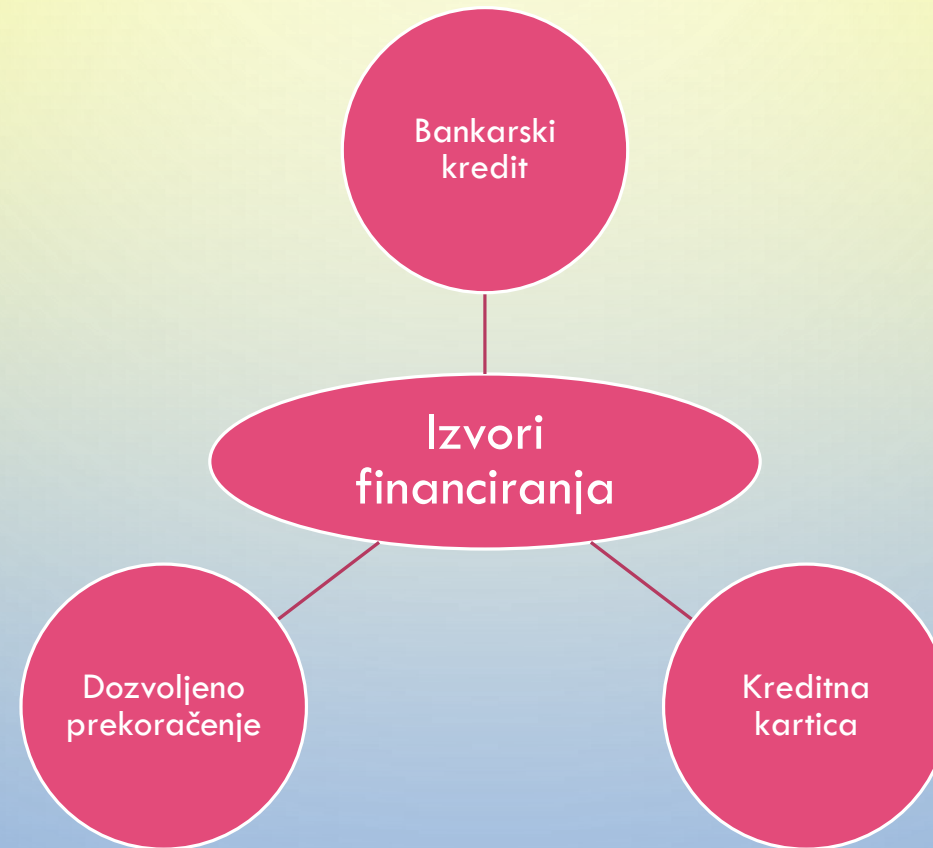 Bankarski
kredit
Izvori
financiranja
Dozvoljeno
prekoračenje
Kreditna
kartica